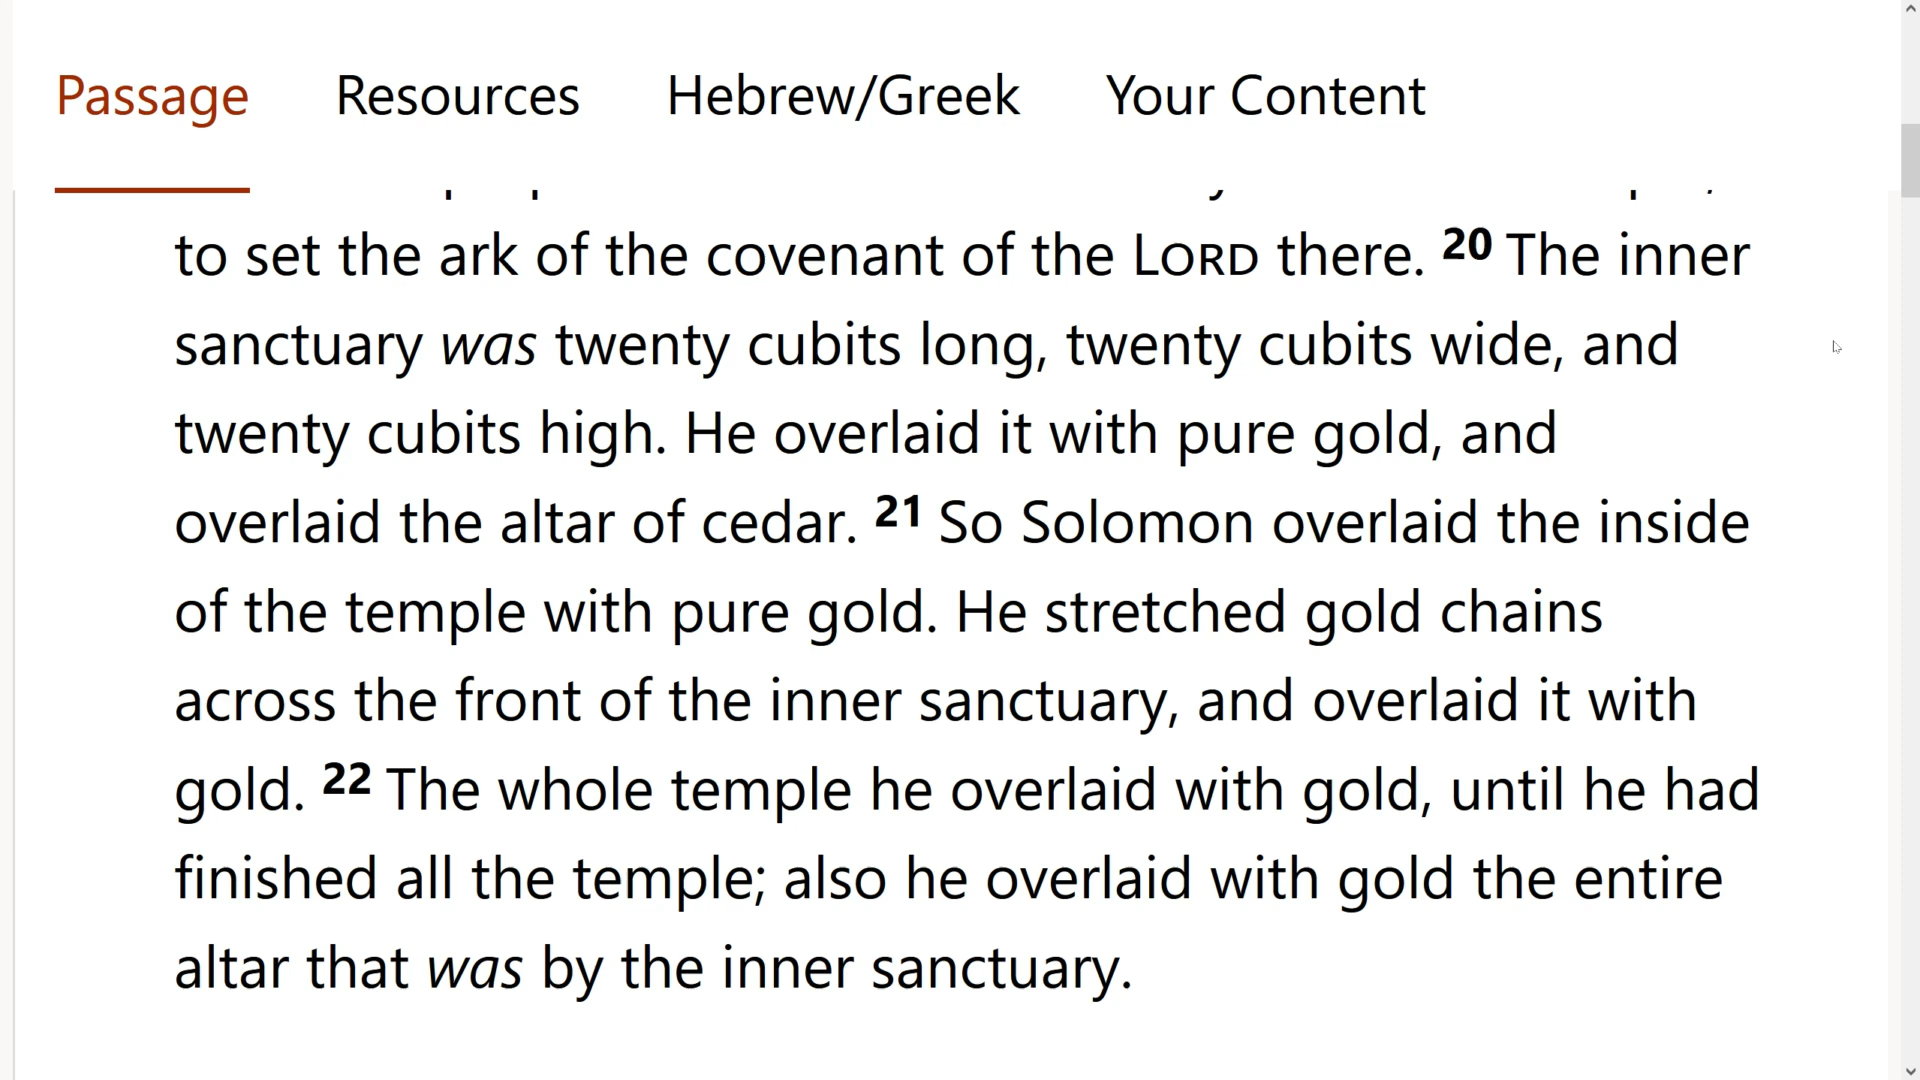 Passage Resources Hebrew/Greek Your Content
to set the ark of the covenant of the LORD there. 20 The inner
sanctuary was twenty cubits long, twenty cubits wide, and
twenty cubits high. He overlaid it with pure gold, and
overlaid the altar of cedar. 21 So Solomon overlaid the inside
of the temple with pure gold. He stretched gold chains
across the front of the inner sanctuary, and overlaid it with
gold. 22 The whole temple he overlaid with gold, until he had
finished all the temple; also he overlaid with gold the entire
altar that was by the inner sanctuary.